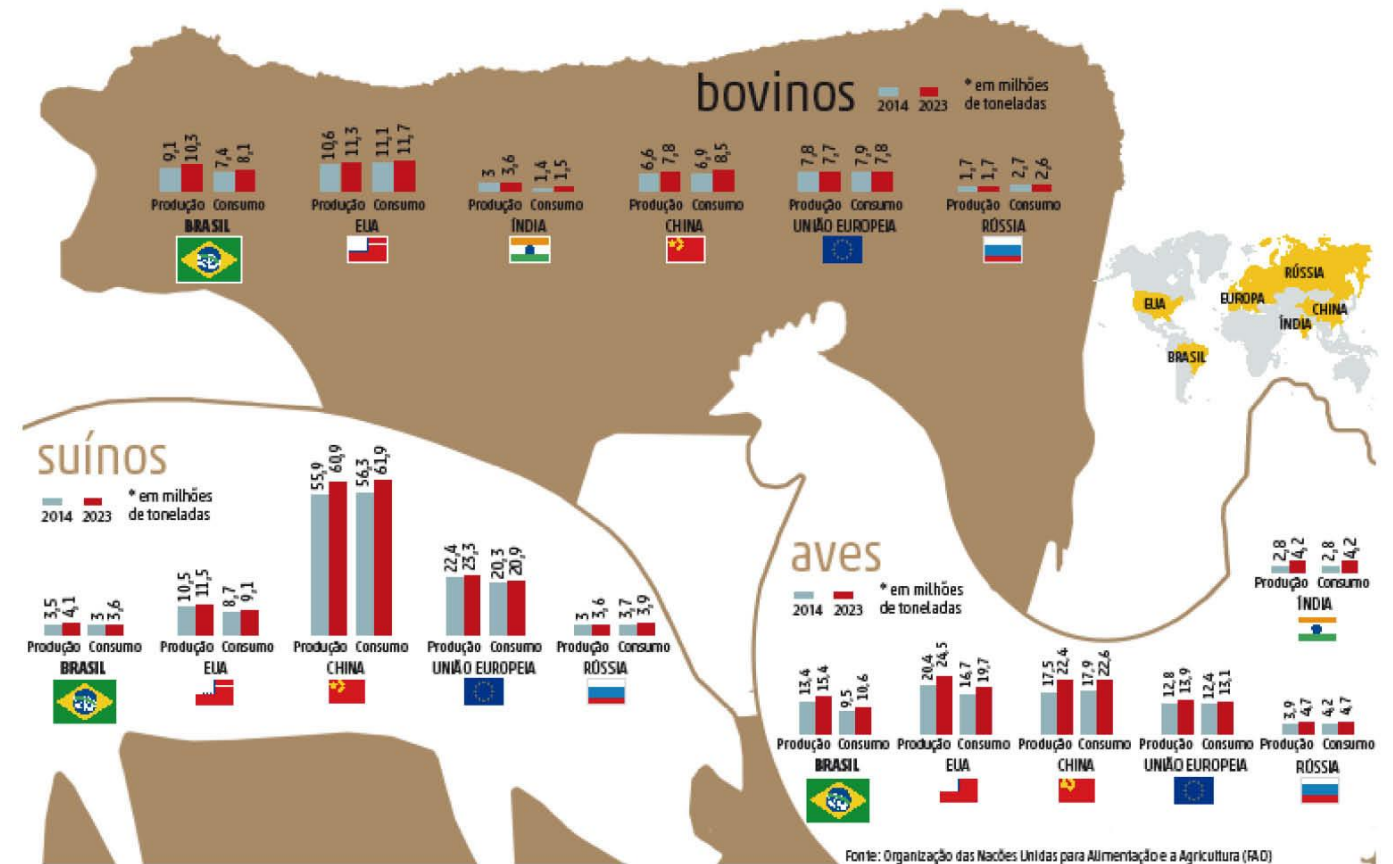 bovinos
2014 2023
* em milhões
de toneladas
9,1 10,3 7,4 8,1
Produção Consumo
BRASIL
10,6 11,3 11,1 11,7
Produção Consumo
EUA
3 3,6 1,4 1,5
Produção Consumo
ÍNDIA
6,6 7,8 6,9 8,5
Produção Consumo
CHINA
7,8 7,7 7,9 7,8
Produção Consumo
UNIÃO EUROPEIA
1,7 1,7 2,7 2,6
Produção Consumo
RÚSSIA
RÚSSIA
EUA
EUROPA
CHINA
ÍNDIA
BRASIL
suínos
2014 2023
* em milhões
de toneladas
3,5 4,1 3 3,6
Produção Consumo
BRASIL
10,5 11,5 8,7 9,1
Produção Consumo
EUA
55,9 60,9 56,3 61,9
Produção Consumo
CHINA
22,4 23,3 20,3 20,9
Produção Consumo
UNIÃO EUROPEIA
3 3,6 3,7 3,9
Produção Consumo
RÚSSIA
aves
2014 2023
* em milhões
de toneladas
2,8 4,2 2,8 4,2
Produção Consumo
ÍNDIA
13,4 15,4 9,5 10,6
Produção Consumo
BRASIL
20,4 24,5 16,7 19,7
Produção Consumo
EUA
17,5 22,4 17,9 22,6
Produção Consumo
CHINA
12,8 13,9 12,4 13,1
Produção Consumo
UNIÃO EUROPEIA
3,9 4,7 4,2 4,7
Produção Consumo
RÚSSIA
Fonte: Organização das Nações Unidas para Alimentação e a Agricultura (FAO)